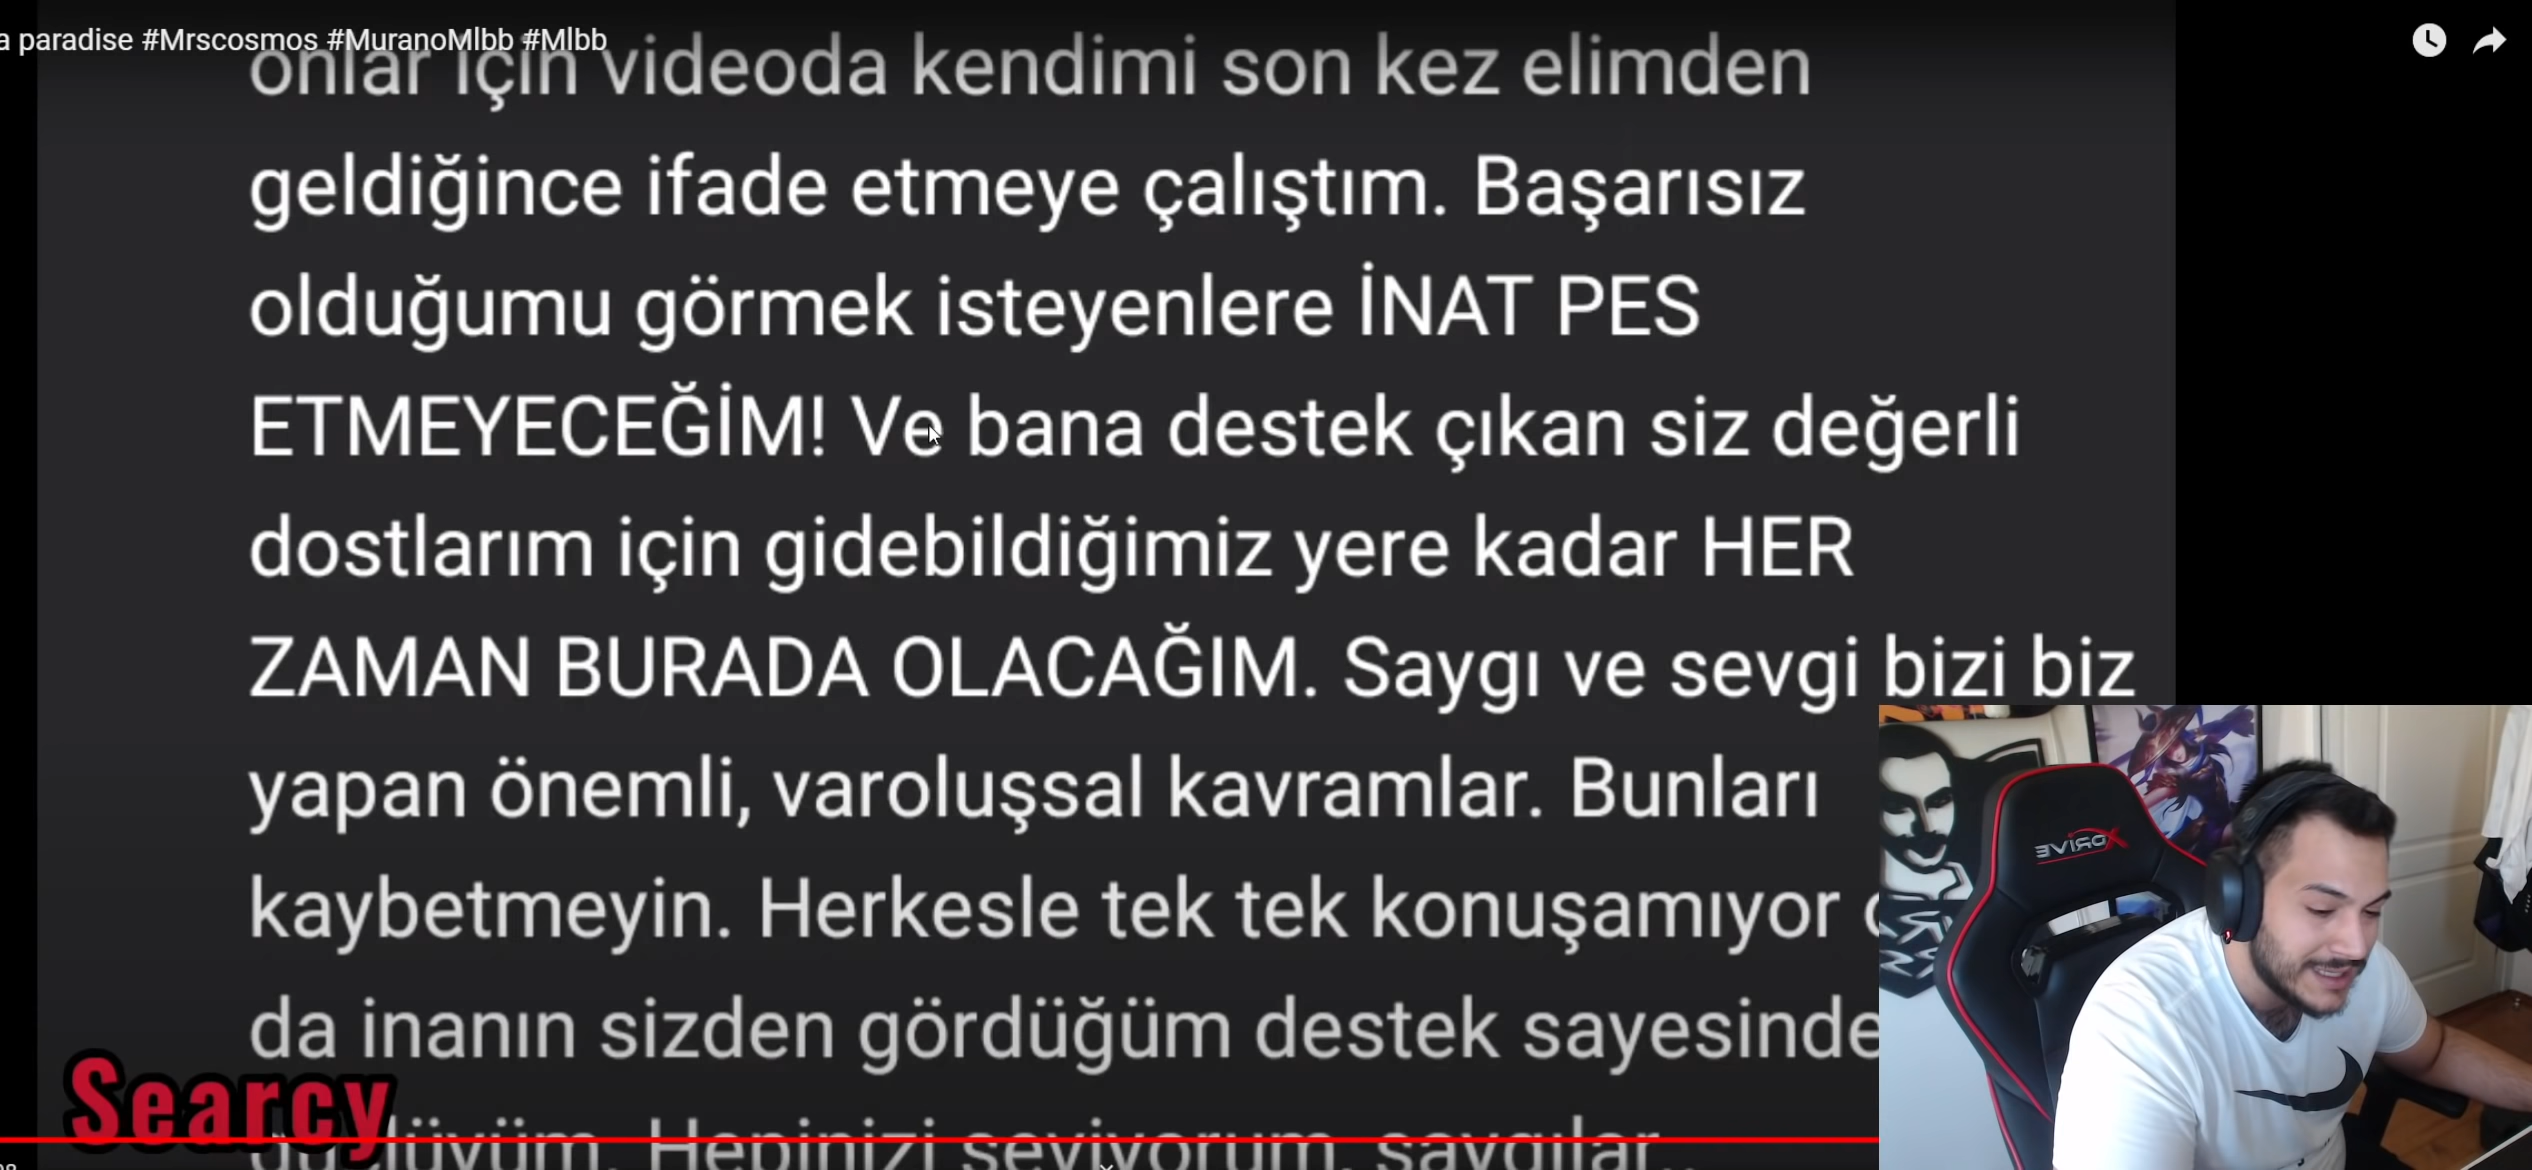 a paradise #Mrscosmos #MuranoMlbb #Mlbb
onlar için videoda kendimi son kez elimden
geldiğince ifade etmeye çalıştım. Başarısız
olduğumu görmek isteyenlere İNAT PES
ETMEYECEĞİM! Ve bana destek çıkan siz değerli
dostlarım için gidebildiğimiz yere kadar HER
ZAMAN BURADA OLACAĞIM. Saygı ve sevgi bizi biz
yapan önemli, varoluşsal kavramlar. Bunları
kaybetmeyin. Herkesle tek tek konuşamıyor
da inanın sizden gördüğüm destek sayesinde
Hepinizi seviyorum, saygılar..
Searcy
XDRIVE